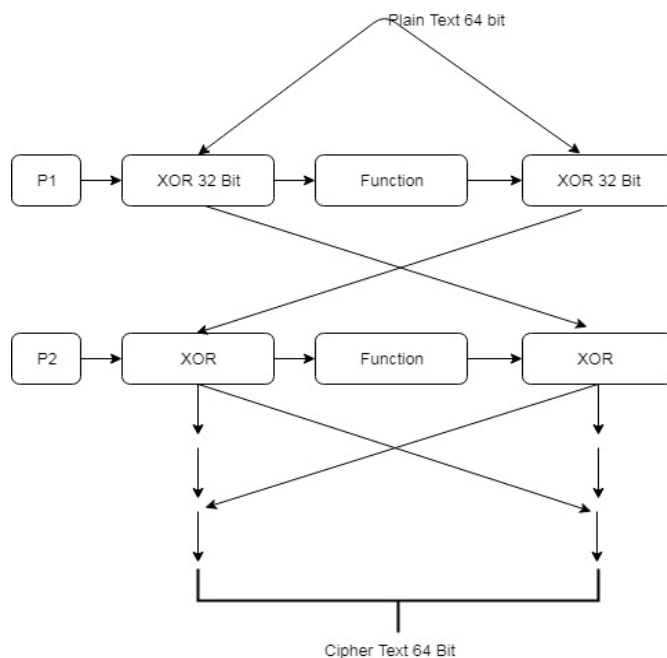 Plain Text 64 bit
P1
XOR 32 Bit
Function
XOR 32 Bit
P2
XOR
Function
XOR
Cipher Text 64 Bit